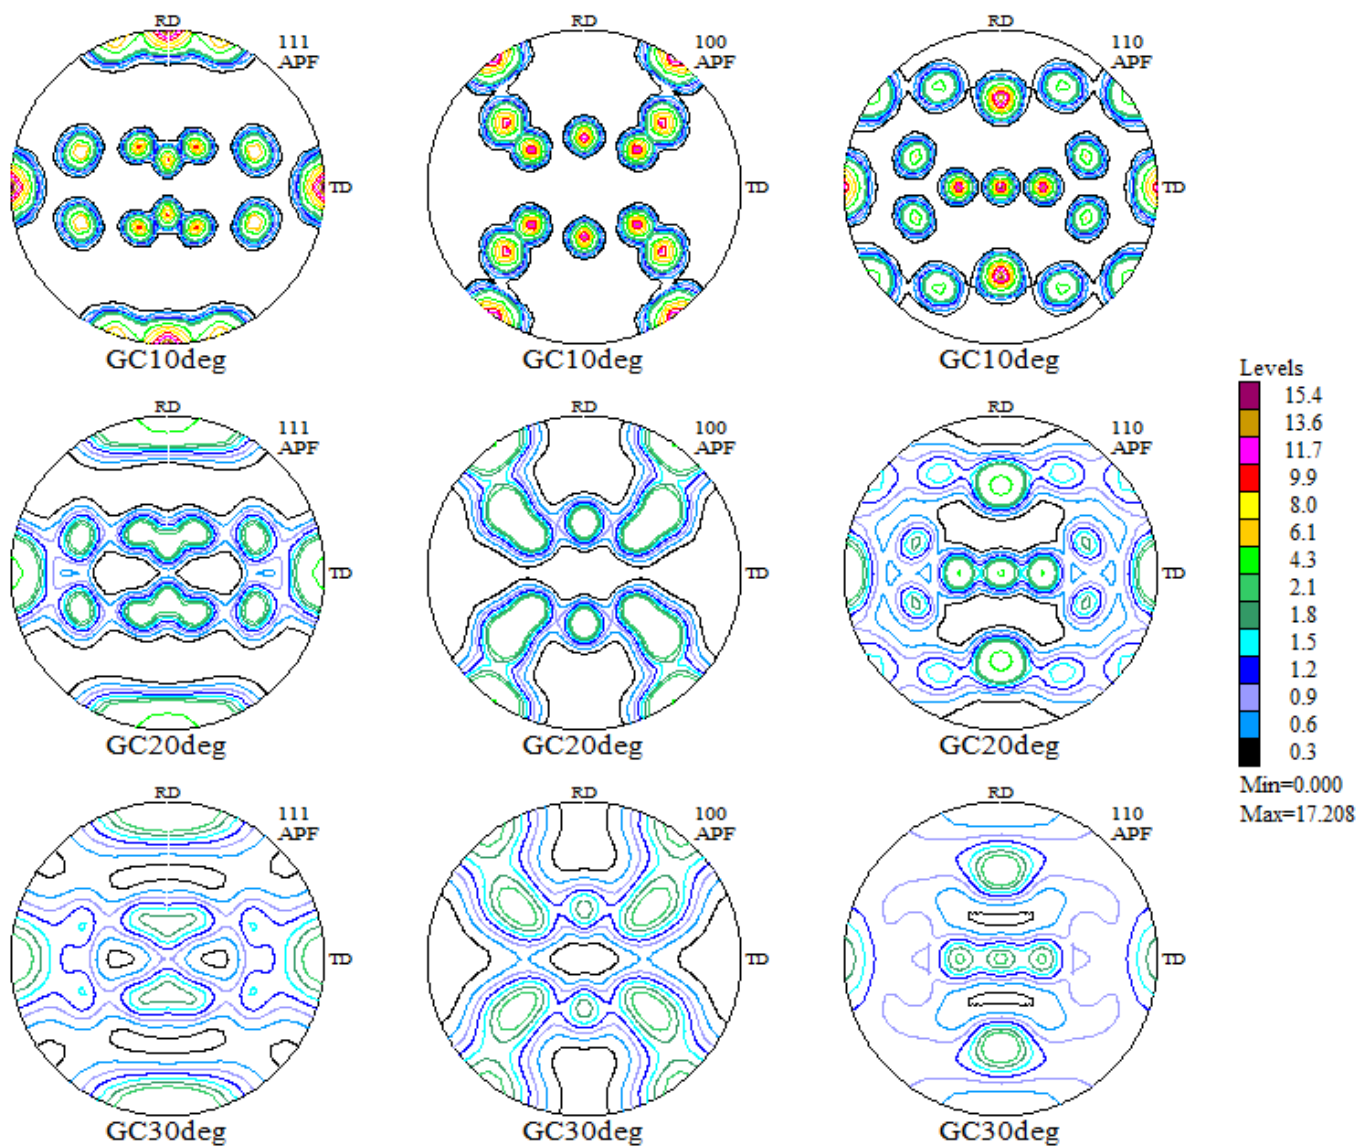 RD
111
APF
TD
GC10deg
RD
100
APF
TD
GC10deg
RD
110
APF
TD
GC10deg
RD
111
APF
TD
GC20deg
RD
100
APF
TD
GC20deg
RD
110
APF
TD
GC20deg
RD
111
APF
TD
GC30deg
RD
100
APF
TD
GC30deg
RD
110
APF
TD
GC30deg
Levels
15.4
13.6
11.7
9.9
8.0
6.1
4.3
2.1
1.8
1.5
1.2
0.9
0.6
0.3
Min=0.000
Max=17.208